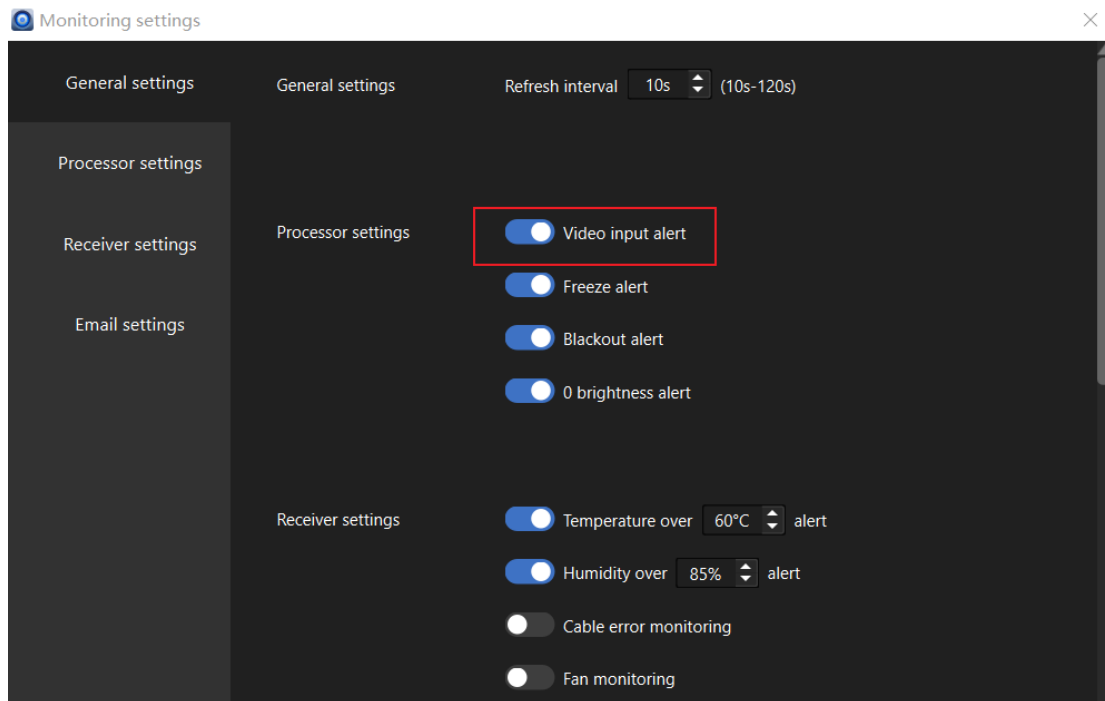 Monitoring settings
General settings
Processor settings
Receiver settings
Email settings
General settings
Refresh interval 10s (10s-120s)
Processor settings
Video input alert
Freeze alert
Blackout alert
0 brightness alert
Receiver settings
Temperature over 60°C alert
Humidity over 85% alert
Cable error monitoring
Fan monitoring